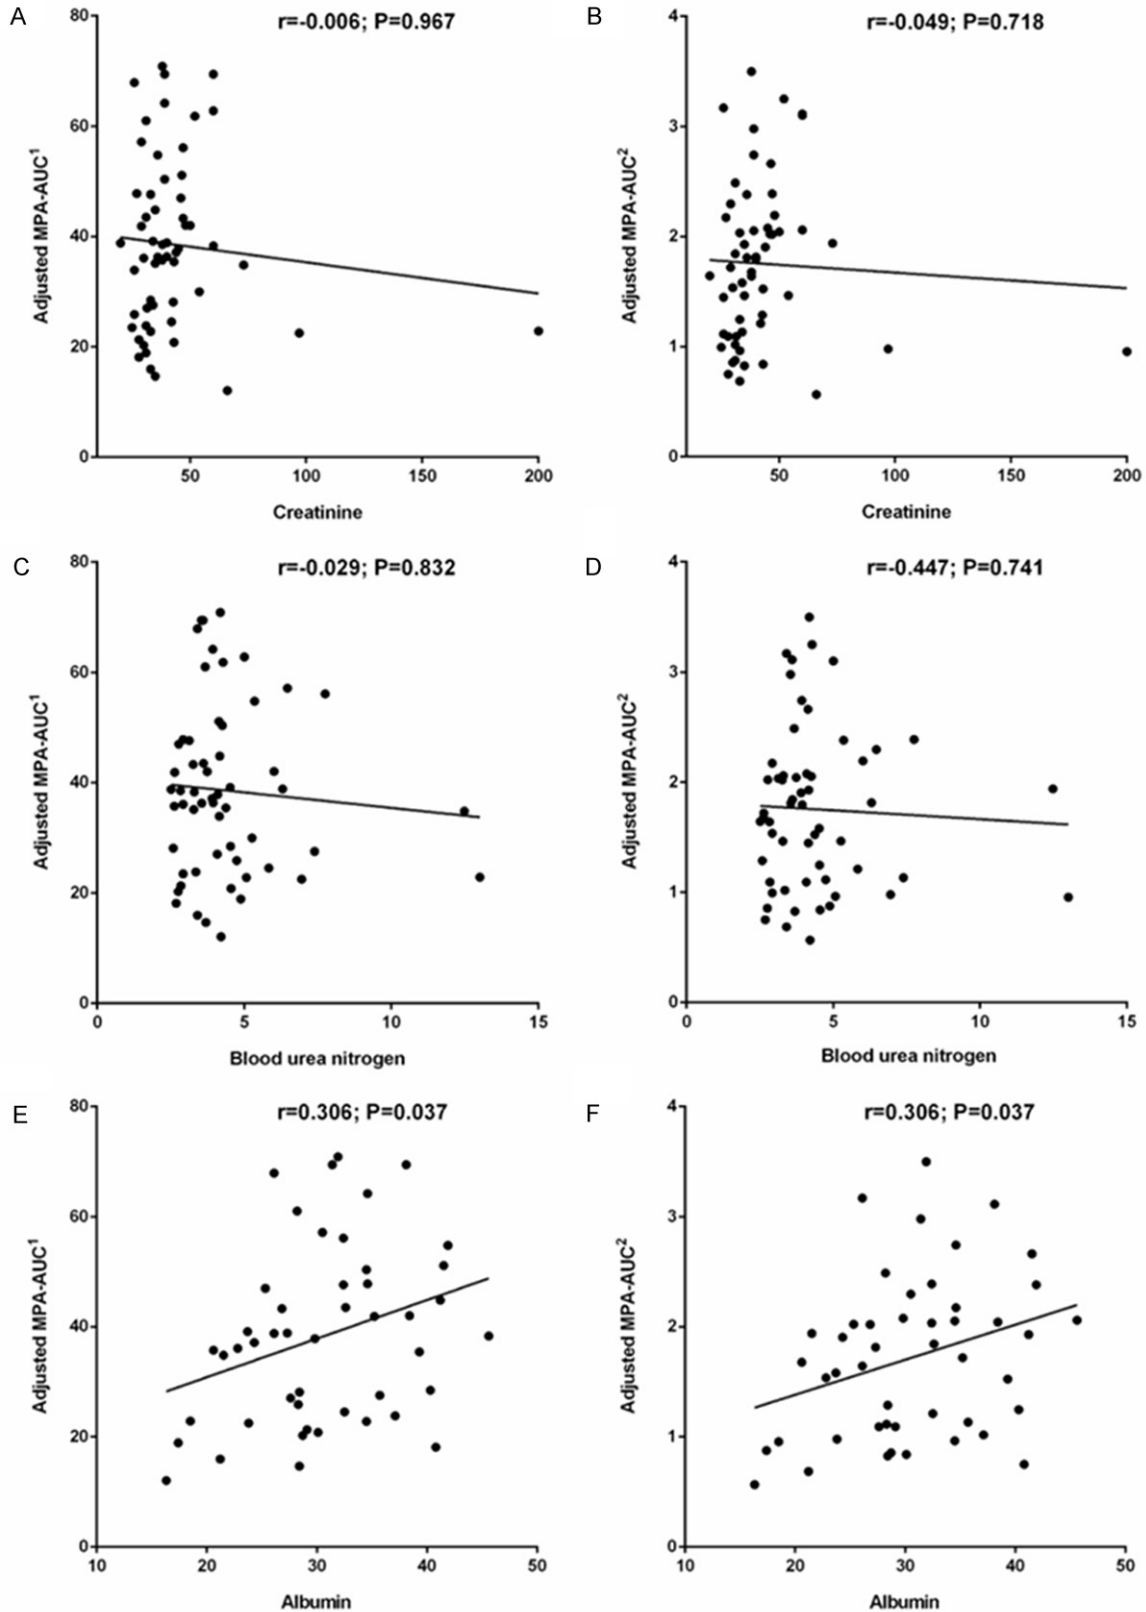 A
r=-0.006; P=0.967
80
60
40
20
0
Adjusted MPA-AUC1
50 100 150 200
Creatinine
B
r=-0.049; P=0.718
4
3
2
1
0
Adjusted MPA-AUC2
50 100 150 200
Creatinine
C
r=-0.029; P=0.832
80
60
40
20
0
Adjusted MPA-AUC1
0 5 10 15
Blood urea nitrogen
D
r=-0.447; P=0.741
4
3
2
1
0
Adjusted MPA-AUC2
0 5 10 15
Blood urea nitrogen
E
r=0.306; P=0.037
80
60
40
20
0
Adjusted MPA-AUC1
10 20 30 40 50
Albumin
F
r=0.306; P=0.037
4
3
2
1
0
Adjusted MPA-AUC2
10 20 30 40 50
Albumin